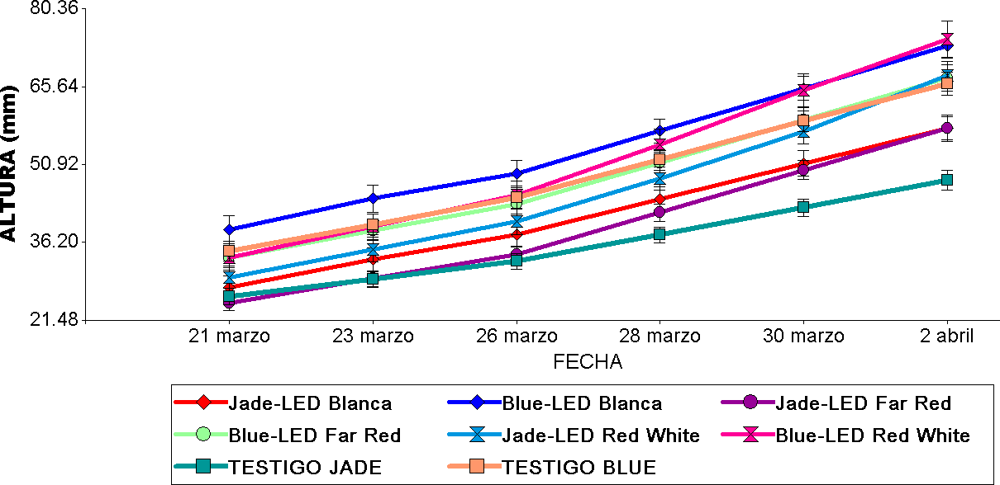 80.36
65.64
50.92
36.20
21.48
ALTURA (mm)
21 marzo 23 marzo 26 marzo 28 marzo 30 marzo 2 abril
FECHA
Jade-LED Blanca Blue-LED Blanca Jade-LED Far Red
Blue-LED Far Red Jade-LED Red White Blue-LED Red White
TESTIGO JADE TESTIGO BLUE